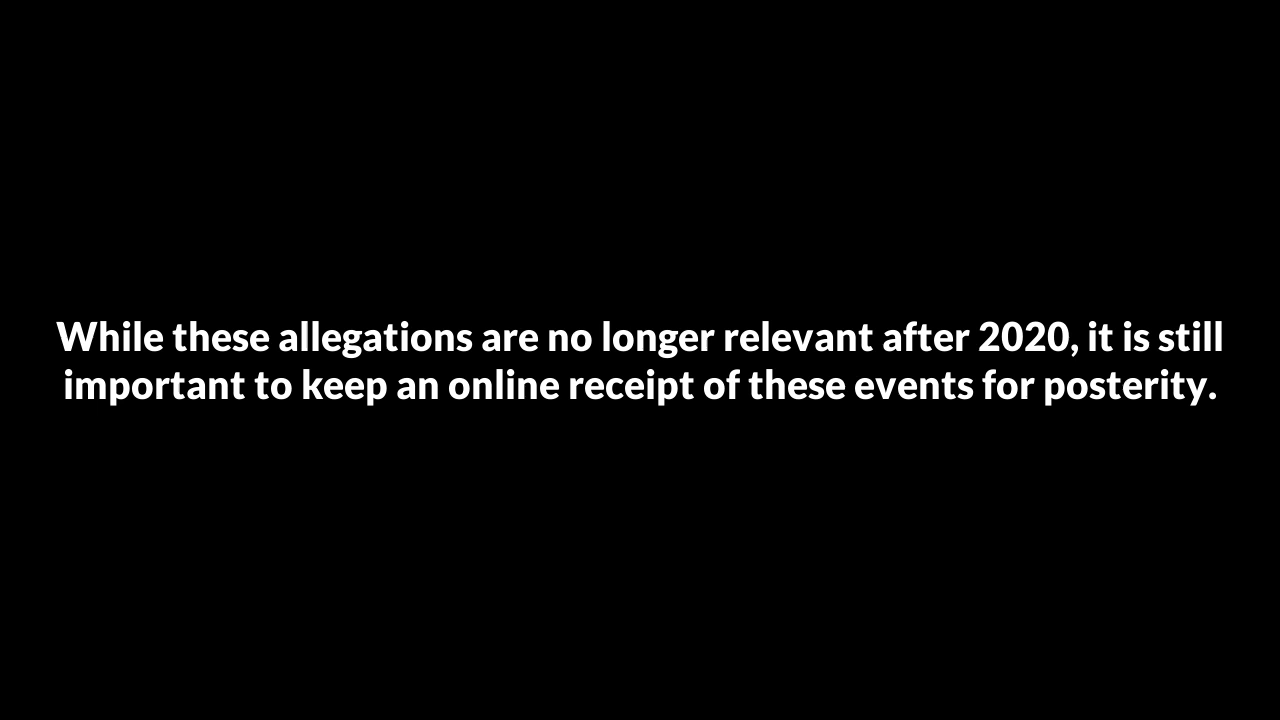 While these allegations are no longer relevant after 2020, it is still
important to keep an online receipt of these events for posterity.